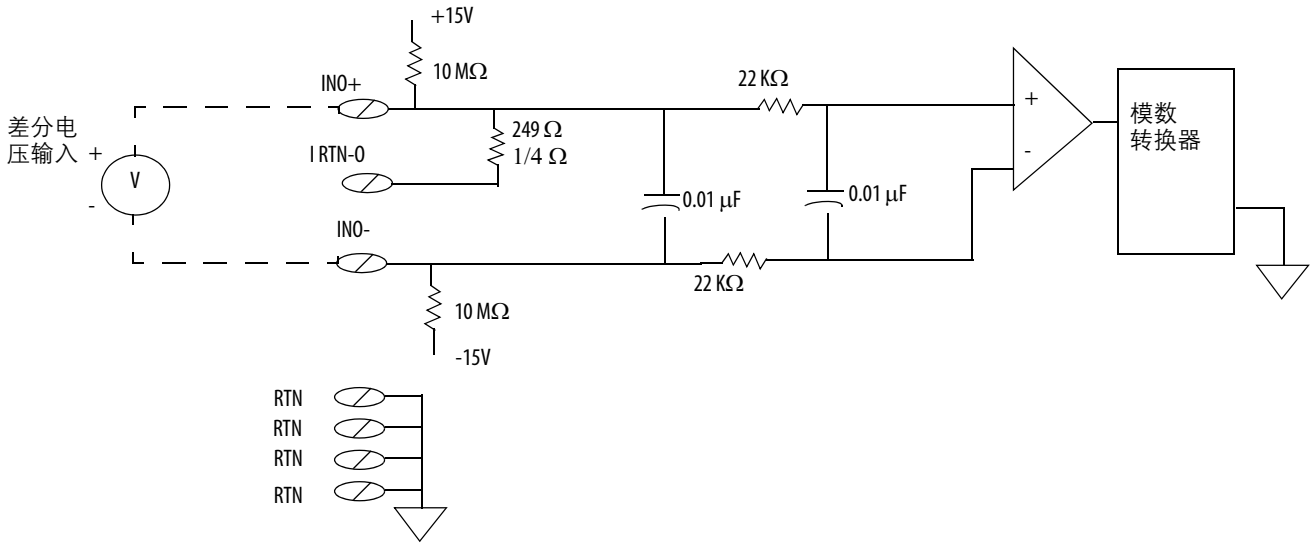 +15V
10 MΩ
IN0+
22 KΩ
差分电
压输入
+
V
-
249 Ω
1/4 Ω
I RTN-0
0.01 μF
0.01 μF
+
-
模数
转换器
IN0-
22 KΩ
10 MΩ
-15V
RTN
RTN
RTN
RTN